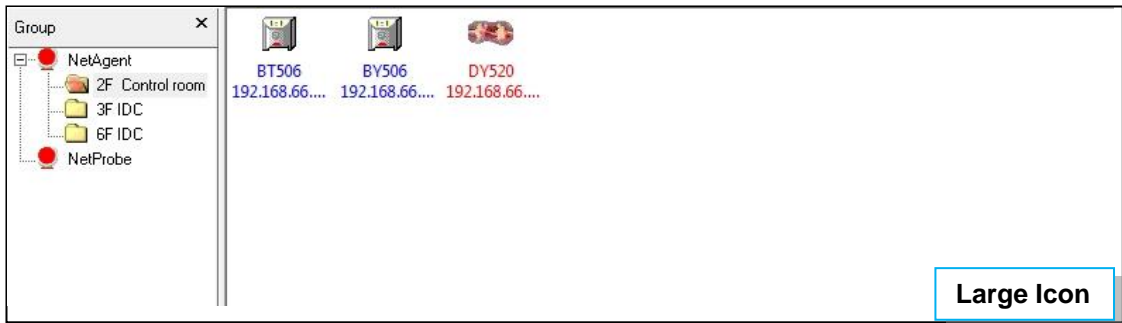 Group ×
NetAgent
2F Control room
3F IDC
6F IDC
NetProbe
BT506 BY506 DY520
192.168.66.... 192.168.66.... 192.168.66....
Large Icon